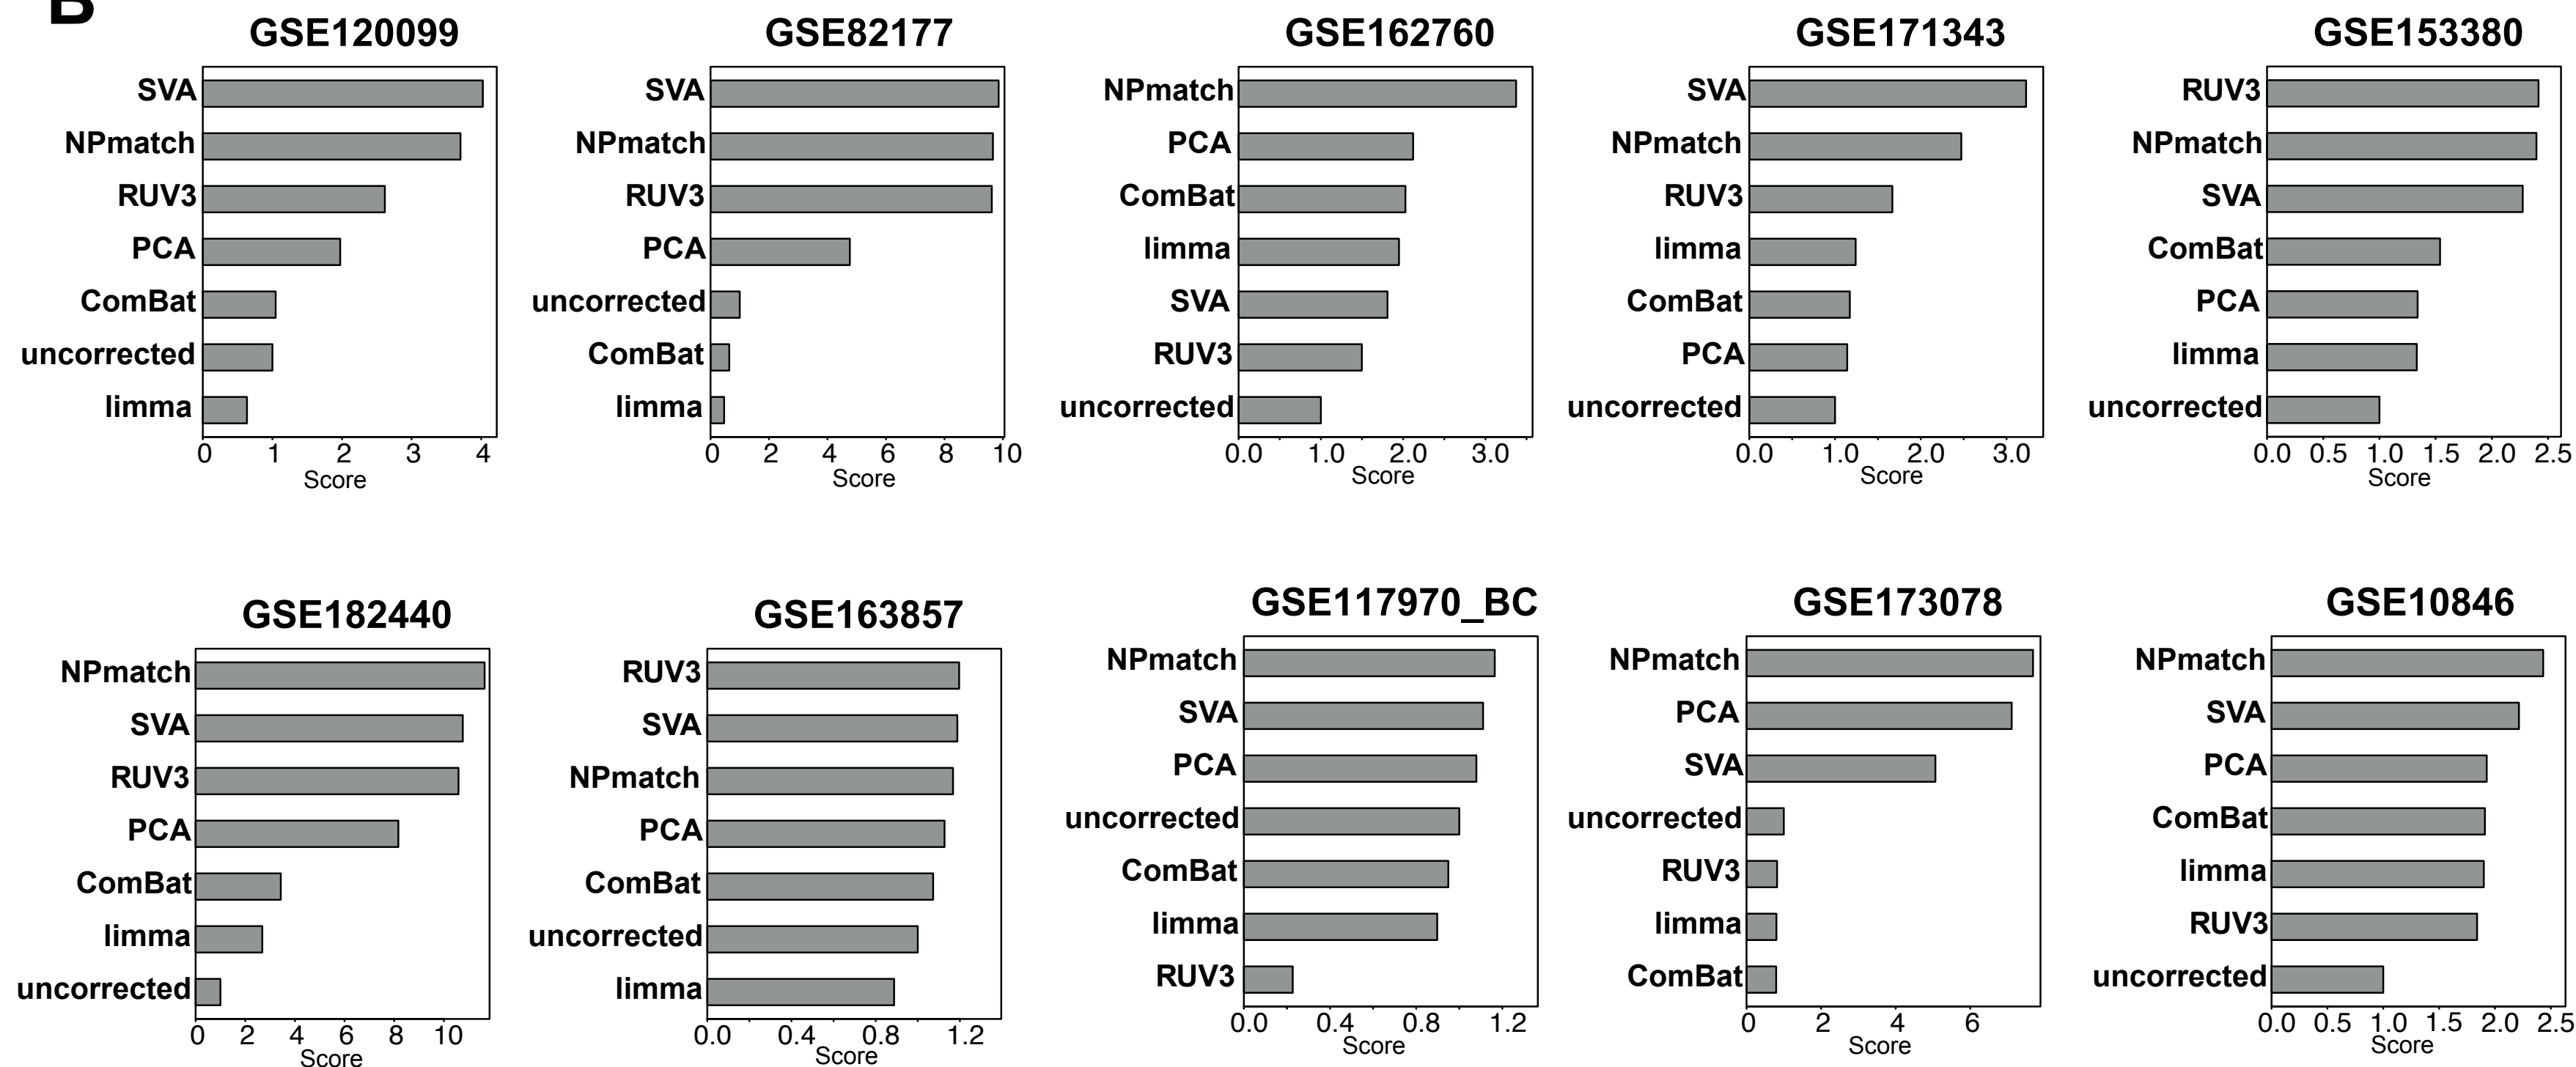 B
GSE120099
SVA
NPmatch
RUV3
PCA
ComBat
uncorrected
limma
0 1 2 3 4
Score
GSE82177
SVA
NPmatch
RUV3
PCA
uncorrected
ComBat
limma
0 2 4 6 8 10
Score
GSE162760
NPmatch
PCA
ComBat
limma
SVA
RUV3
uncorrected
0.0 1.0 2.0 3.0
Score
GSE171343
SVA
NPmatch
RUV3
limma
ComBat
PCA
uncorrected
0.0 1.0 2.0 3.0
Score
GSE153380
RUV3
NPmatch
SVA
ComBat
PCA
limma
uncorrected
0.0 0.5 1.0 1.5 2.0 2.5
Score
GSE182440
NPmatch
SVA
RUV3
PCA
ComBat
limma
uncorrected
0 2 4 6 8 10
Score
GSE163857
RUV3
SVA
NPmatch
PCA
ComBat
uncorrected
limma
0.0 0.4 0.8 1.2
Score
GSE117970_BC
NPmatch
SVA
PCA
uncorrected
ComBat
limma
RUV3
0.0 0.4 0.8 1.2
Score
GSE173078
NPmatch
PCA
SVA
uncorrected
RUV3
limma
ComBat
0 2 4 6
Score
GSE10846
NPmatch
SVA
PCA
ComBat
limma
RUV3
uncorrected
0.0 0.5 1.0 1.5 2.0 2.5
Score